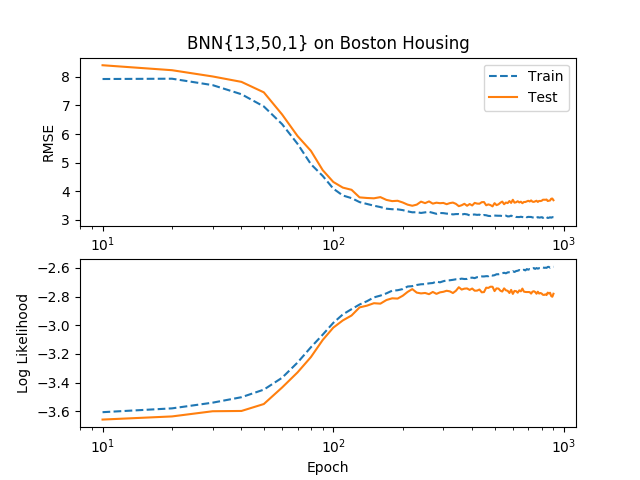 BNN{13,50,1} on Boston Housing
RMSE
8
7
6
5
4
3
Train
Test
10¹ 10² 10³
Log Likelihood
−2.6
−2.8
−3.0
−3.2
−3.4
−3.6
10¹ 10² 10³
Epoch